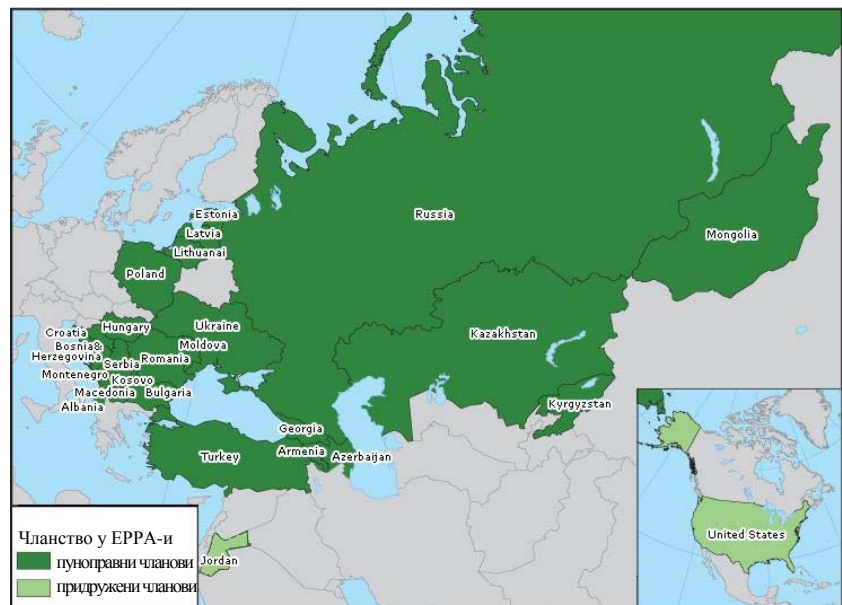 Estonia
Latvia
Lithuanai
Russia
Mongolia
Poland
Hungary
Ukraine
Croatia
Bosnia&
Herzegovina
Moldova
Romania
Serbia
Kazakhstan
Montenegro
Kosovo
Macedonia
Bulgaria
Albania
Kyrgyzstan
Georgia
Armenia
Azerbaijan
Turkey
United States
Чланство у ЕРРА-и
пуноправни чланови
Jordan
придружени чланови